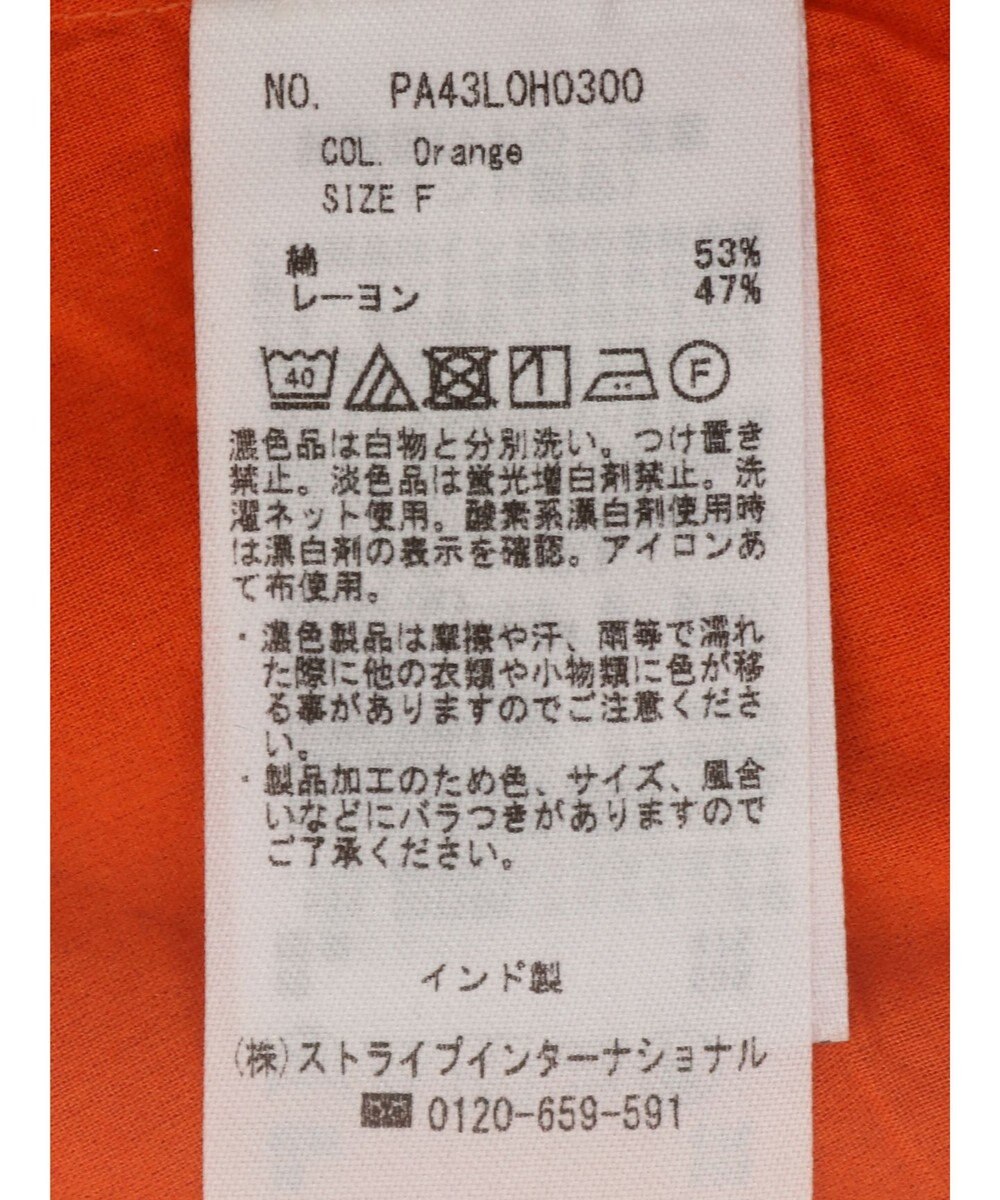 NO. PA43L0H0300
COL. Orange
SIZE F
綿 53%
レーヨン 47%
40 F
濃色品は白物と分別洗い。つけ置き
禁止。淡色品は蛍光増白剤禁止。洗
濯ネット使用。酸素系漂白剤使用時
は漂白剤の表示を確認。アイロンあ
て布使用。
・濃色製品は摩擦や汗、雨等で濡れ
た際に他の衣類や小物類に色が移
る事がありますのでご注意くださ
い。
・製品加工のため色、サイズ、風合
いなどにバラつきがありますので
ご了承ください。
インド製
(株)ストライプインターナショナル
0120-659-591